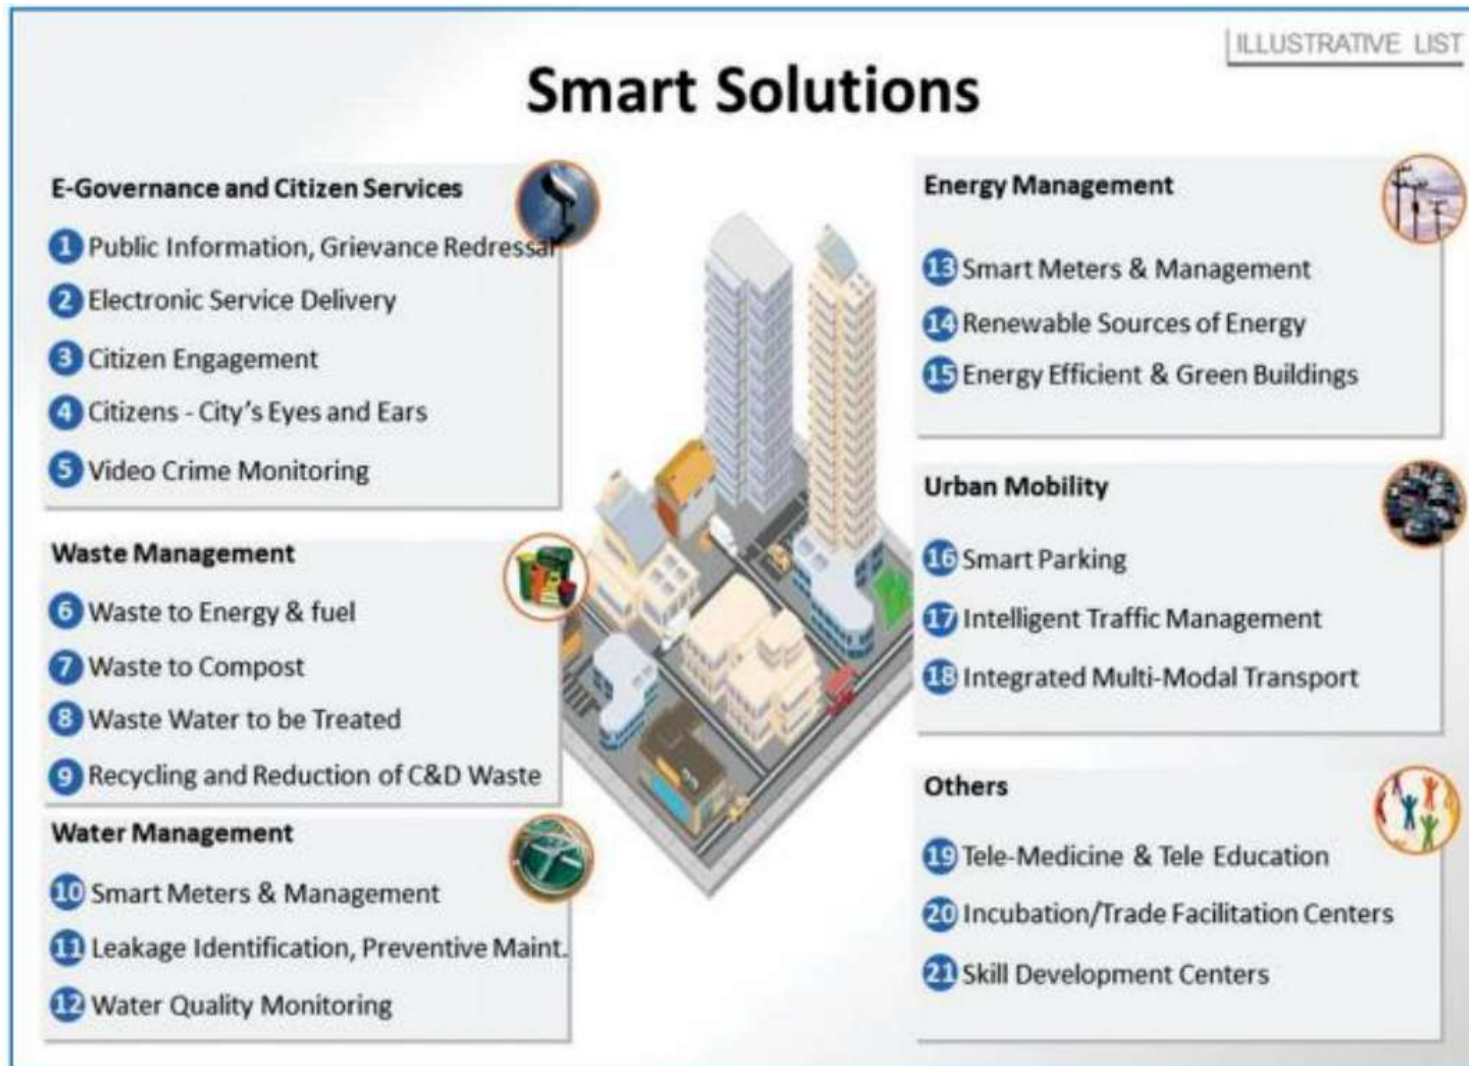 ILLUSTRATIVE LIST
Smart Solutions
E-Governance and Citizen Services
1 Public Information, Grievance Redressal
2 Electronic Service Delivery
3 Citizen Engagement
4 Citizens - City's Eyes and Ears
5 Video Crime Monitoring
Waste Management
6 Waste to Energy & fuel
7 Waste to Compost
8 Waste Water to be Treated
9 Recycling and Reduction of C&D Waste
Water Management
10 Smart Meters & Management
11 Leakage Identification, Preventive Maint.
12 Water Quality Monitoring
Energy Management
13 Smart Meters & Management
14 Renewable Sources of Energy
15 Energy Efficient & Green Buildings
Urban Mobility
16 Smart Parking
17 Intelligent Traffic Management
18 Integrated Multi-Modal Transport
Others
19 Tele-Medicine & Tele Education
20 Incubation/Trade Facilitation Centers
21 Skill Development Centers